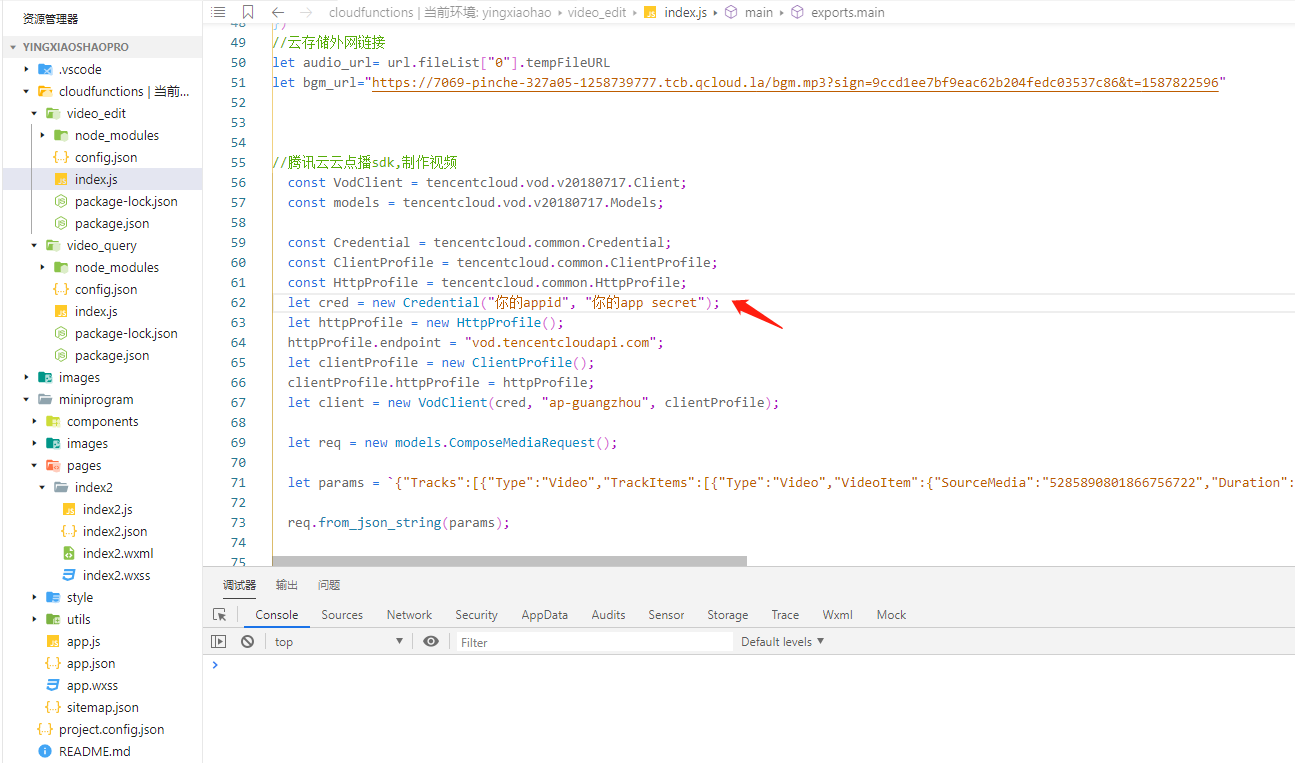 资源管理器
YINGXIAOSHAOPRO
.vscode
cloudfunctions | 当前...
video_edit
node_modules
config.json
index.js
package-lock.json
package.json
video_query
node_modules
config.json
index.js
package-lock.json
package.json
images
miniprogram
components
images
pages
index2
index2.js
index2.json
index2.wxml
index2.wxss
style
utils
app.js
app.json
app.wxss
sitemap.json
project.config.json
README.md
cloudfunctions | 当前环境: yingxiaohao › video_edit › index.js › main › exports.main
48 })
49 //云存储外网链接
50 let audio_url= url.fileList["0"].tempFileURL
51 let bgm_url="https://7069-pinche-327a05-1258739777.tcb.qcloud.la/bgm.mp3?sign=9ccd1ee7bf9eac62b204fedc03537c86&t=1587822596"
52
53
54
55 //腾讯云云点播sdk,制作视频
56 const VodClient = tencentcloud.vod.v20180717.Client;
57 const models = tencentcloud.vod.v20180717.Models;
58
59 const Credential = tencentcloud.common.Credential;
60 const ClientProfile = tencentcloud.common.ClientProfile;
61 const HttpProfile = tencentcloud.common.HttpProfile;
62 let cred = new Credential("你的appid", "你的app secret");
63 let httpProfile = new HttpProfile();
64 httpProfile.endpoint = "vod.tencentcloudapi.com";
65 let clientProfile = new ClientProfile();
66 clientProfile.httpProfile = httpProfile;
67 let client = new VodClient(cred, "ap-guangzhou", clientProfile);
68
69 let req = new models.ComposeMediaRequest();
70
71 let params = `{"Tracks":[{"Type":"Video","TrackItems":[{"Type":"Video","VideoItem":{"SourceMedia":"5285890801866756722","Duration":
72
73 req.from_json_string(params);
74
75
调试器 输出 问题
Console Sources Network Security AppData Audits Sensor Storage Trace Wxml Mock
top Filter Default levels